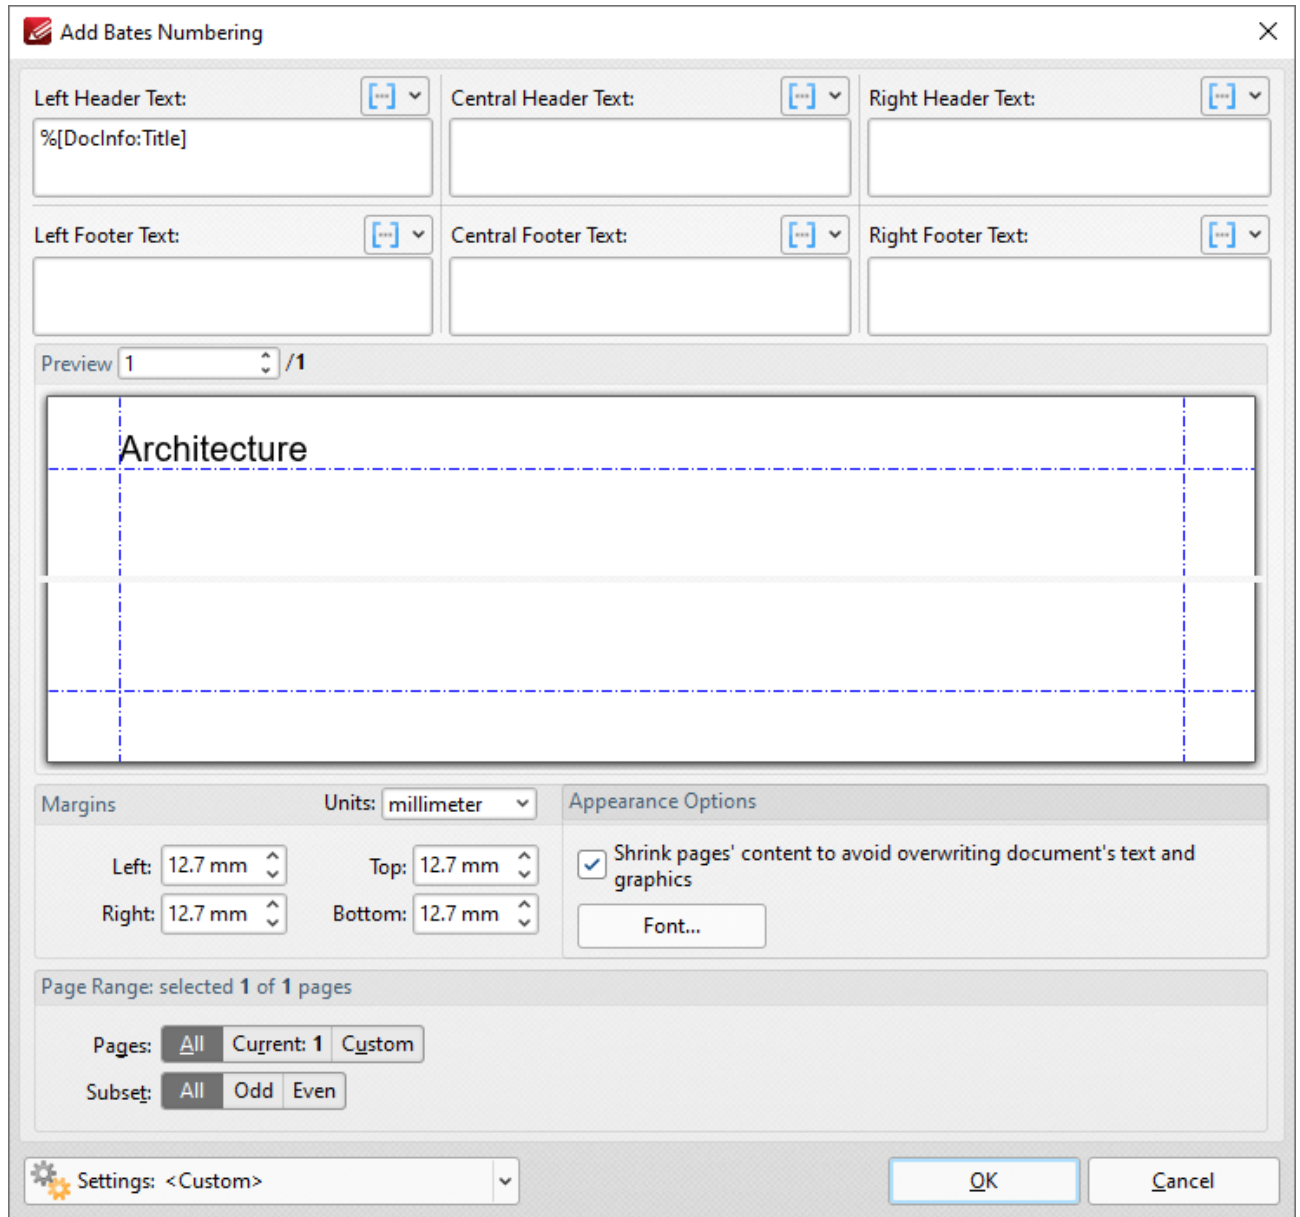 Add Bates Numbering
Left Header Text:
Central Header Text:
Right Header Text:
%[DocInfo:Title]
Left Footer Text:
Central Footer Text:
Right Footer Text:
Preview 1 /1
Architecture
Margins
Units: millimeter
Appearance Options
Left: 12.7 mm
Top: 12.7 mm
Right: 12.7 mm
Bottom: 12.7 mm
Shrink pages' content to avoid overwriting document's text and
graphics
Font...
Page Range: selected 1 of 1 pages
Pages: All Current: 1 Custom
Subset: All Odd Even
Settings: <Custom>
OK
Cancel